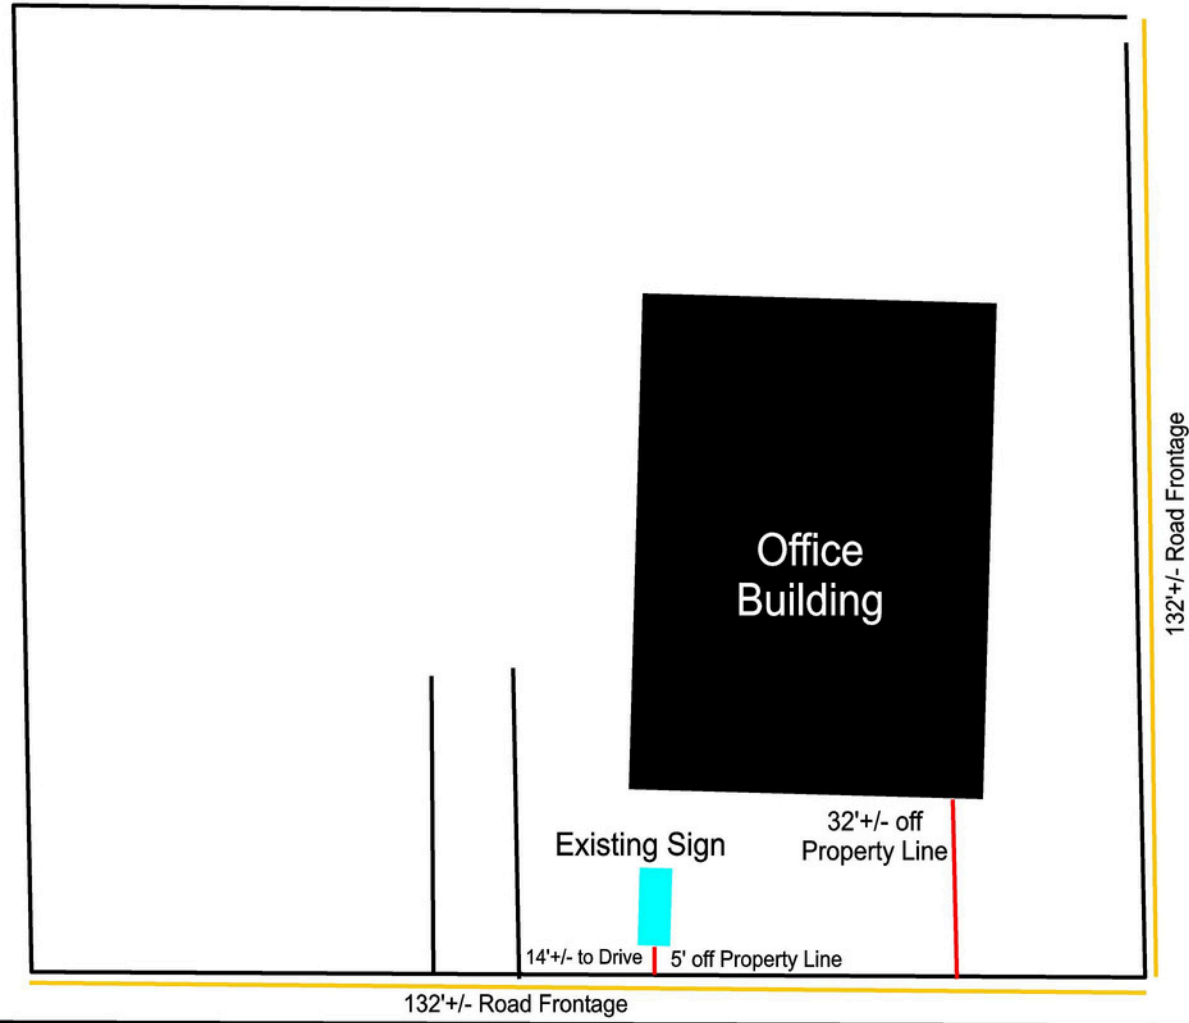 Office
Building
132'+/- Road Frontage
32'+/- off
Property Line
Existing Sign
14'+/- to Drive
5' off Property Line
132'+/- Road Frontage